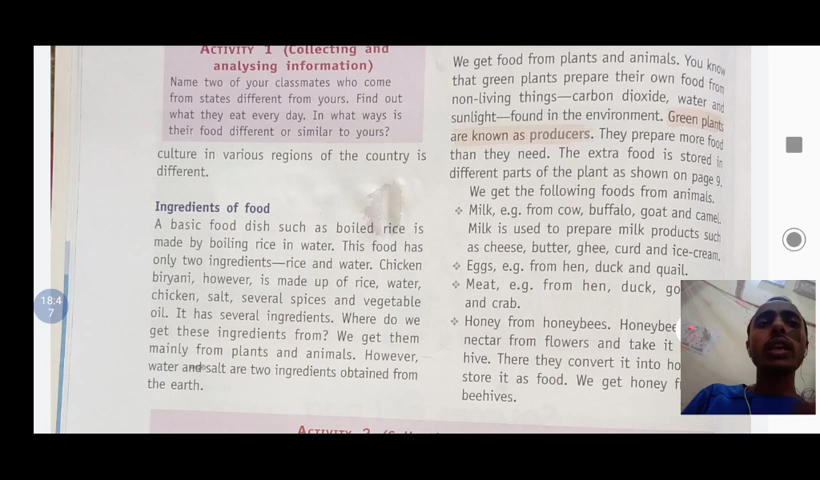 ACTIVITY 1 (Collecting and
analysing information)
Name two of your classmates who come
from states different from yours. Find out
what they eat every day. In what ways is
their food different or similar to yours?
culture in various regions of the country is
different.
Ingredients of food
A basic food dish such as boiled rice is
made by boiling rice in water. This food has
only two ingredients—rice and water. Chicken
biryani, however, is made up of rice, water,
chicken, salt, several spices and vegetable
oil. It has several ingredients. Where do we
get these ingredients from? We get them
mainly from plants and animals. However,
water and salt are two ingredients obtained from
the earth.
We get food from plants and animals. You know
that green plants prepare their own food from
non-living things—carbon dioxide, water and
sunlight—found in the environment. Green plants
are known as producers. They prepare more food
than they need. The extra food is stored in
different parts of the plant as shown on page 9.
We get the following foods from animals.
❖ Milk, e.g. from cow, buffalo, goat and camel.
Milk is used to prepare milk products such
as cheese, butter, ghee, curd and ice-cream.
❖ Eggs, e.g. from hen, duck and quail.
❖ Meat, e.g. from hen, duck,
and crab.
❖ Honey from honeybees.
nectar from flowers and take it
hive. There they convert it into
store it as food. We get honey
beehives.
ACTIVITY 2
18:4
7